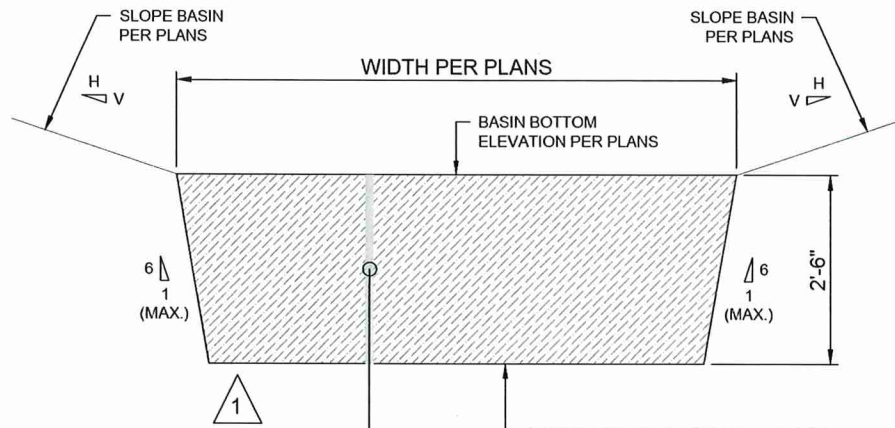 SLOPE BASIN
PER PLANS
SLOPE BASIN
PER PLANS
H
V
WIDTH PER PLANS
H
V
BASIN BOTTOM
ELEVATION PER PLANS
6
1
(MAX.)
6
1
(MAX.)
2'-6"
1